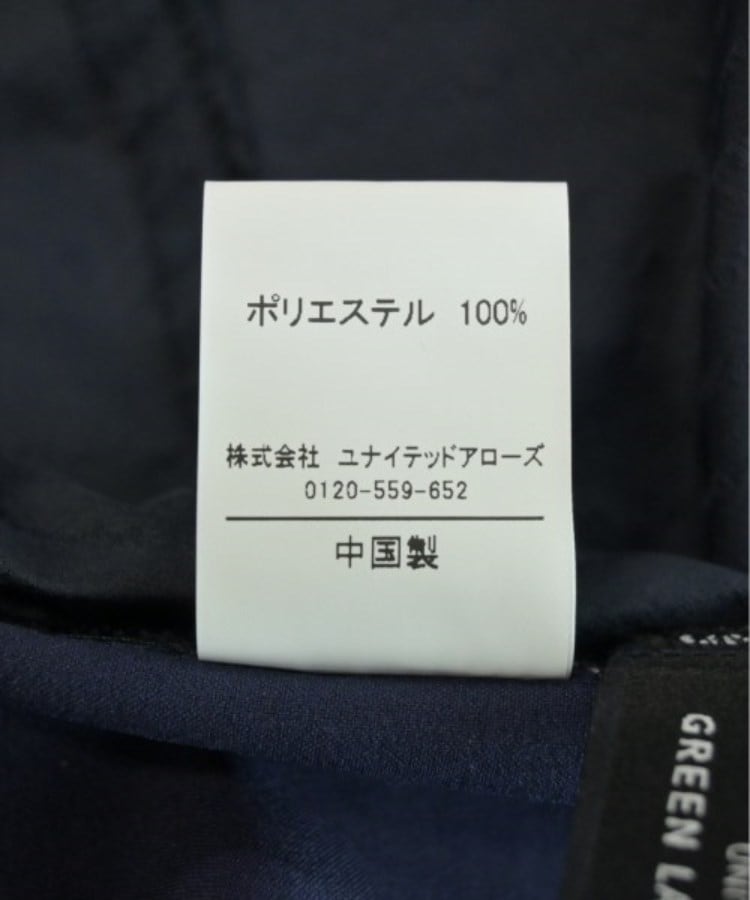 ポリエステル 100%
株式会社 ユナイテッドアローズ
0120-559-652
中国製
GREEN